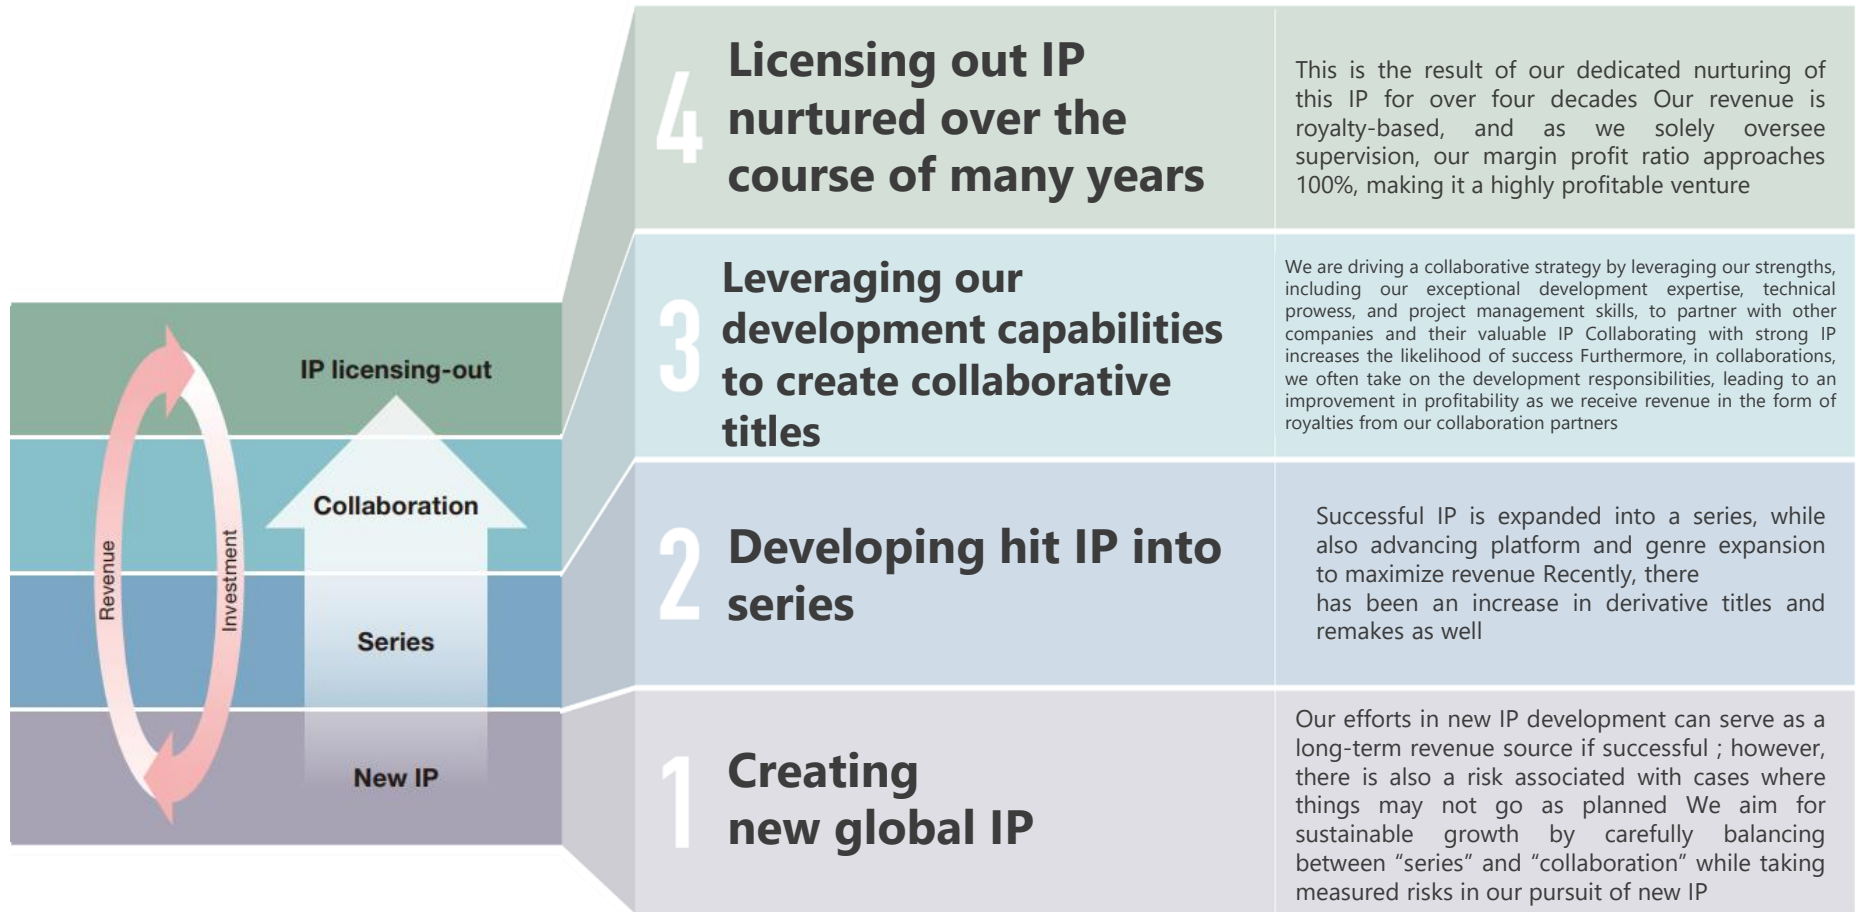 IP licensing-out
Collaboration
Series
New IP
Revenue
Investment
4
Licensing out IP
nurtured over the
course of many years
This is the result of our dedicated nurturing of
this IP for over four decades Our revenue is
royalty-based, and as we solely oversee
supervision, our margin profit ratio approaches
100%, making it a highly profitable venture
3
Leveraging our
development capabilities
to create collaborative
titles
We are driving a collaborative strategy by leveraging our strengths,
including our exceptional development expertise, technical
prowess, and project management skills, to partner with other
companies and their valuable IP Collaborating with strong IP
increases the likelihood of success Furthermore, in collaborations,
we often take on the development responsibilities, leading to an
improvement in profitability as we receive revenue in the form of
royalties from our collaboration partners
2
Developing hit IP into
series
Successful IP is expanded into a series, while
also advancing platform and genre expansion
to maximize revenue Recently, there
has been an increase in derivative titles and
remakes as well
1
Creating
new global IP
Our efforts in new IP development can serve as a
long-term revenue source if successful ; however,
there is also a risk associated with cases where
things may not go as planned We aim for
sustainable growth by carefully balancing
between “series” and “collaboration” while taking
measured risks in our pursuit of new IP